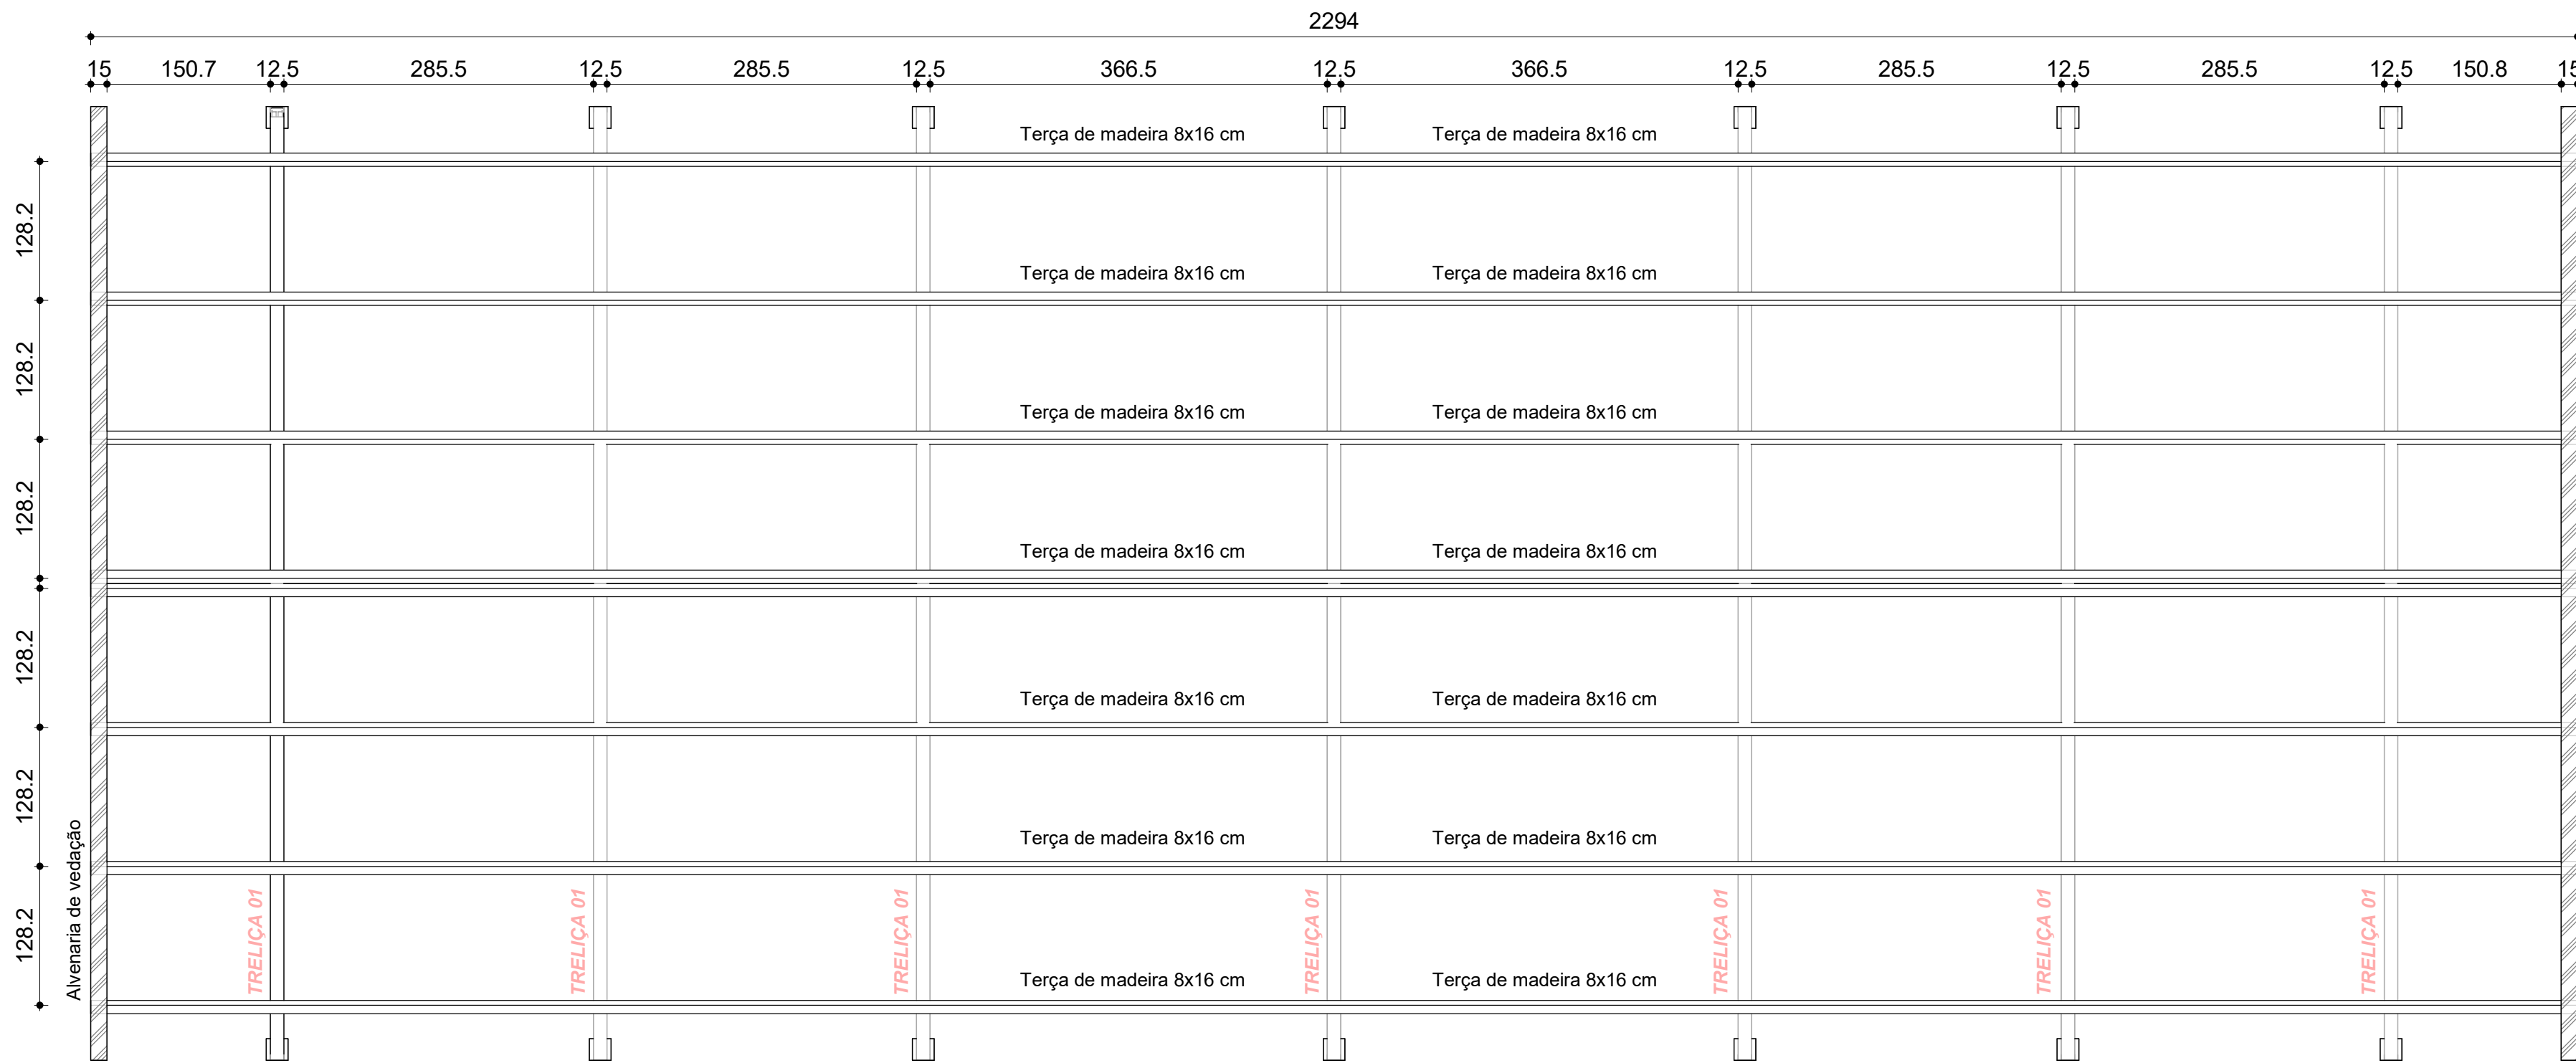 2294
15 150.7 12.5 285.5 12.5 285.5 12.5 366.5 12.5 366.5 12.5 285.5 12.5 285.5 12.5 150.8 15
Terça de madeira 8x16 cm Terça de madeira 8x16 cm
128.2
Terça de madeira 8x16 cm Terça de madeira 8x16 cm
128.2
Terça de madeira 8x16 cm Terça de madeira 8x16 cm
128.2
Terça de madeira 8x16 cm Terça de madeira 8x16 cm
128.2
Terça de madeira 8x16 cm Terça de madeira 8x16 cm
128.2
Terça de madeira 8x16 cm Terça de madeira 8x16 cm
128.2
Alvenaria de vedação
TRELIÇA 01 TRELIÇA 01 TRELIÇA 01 TRELIÇA 01 TRELIÇA 01 TRELIÇA 01 TRELIÇA 01
Terça de madeira 8x16 cm Terça de madeira 8x16 cm